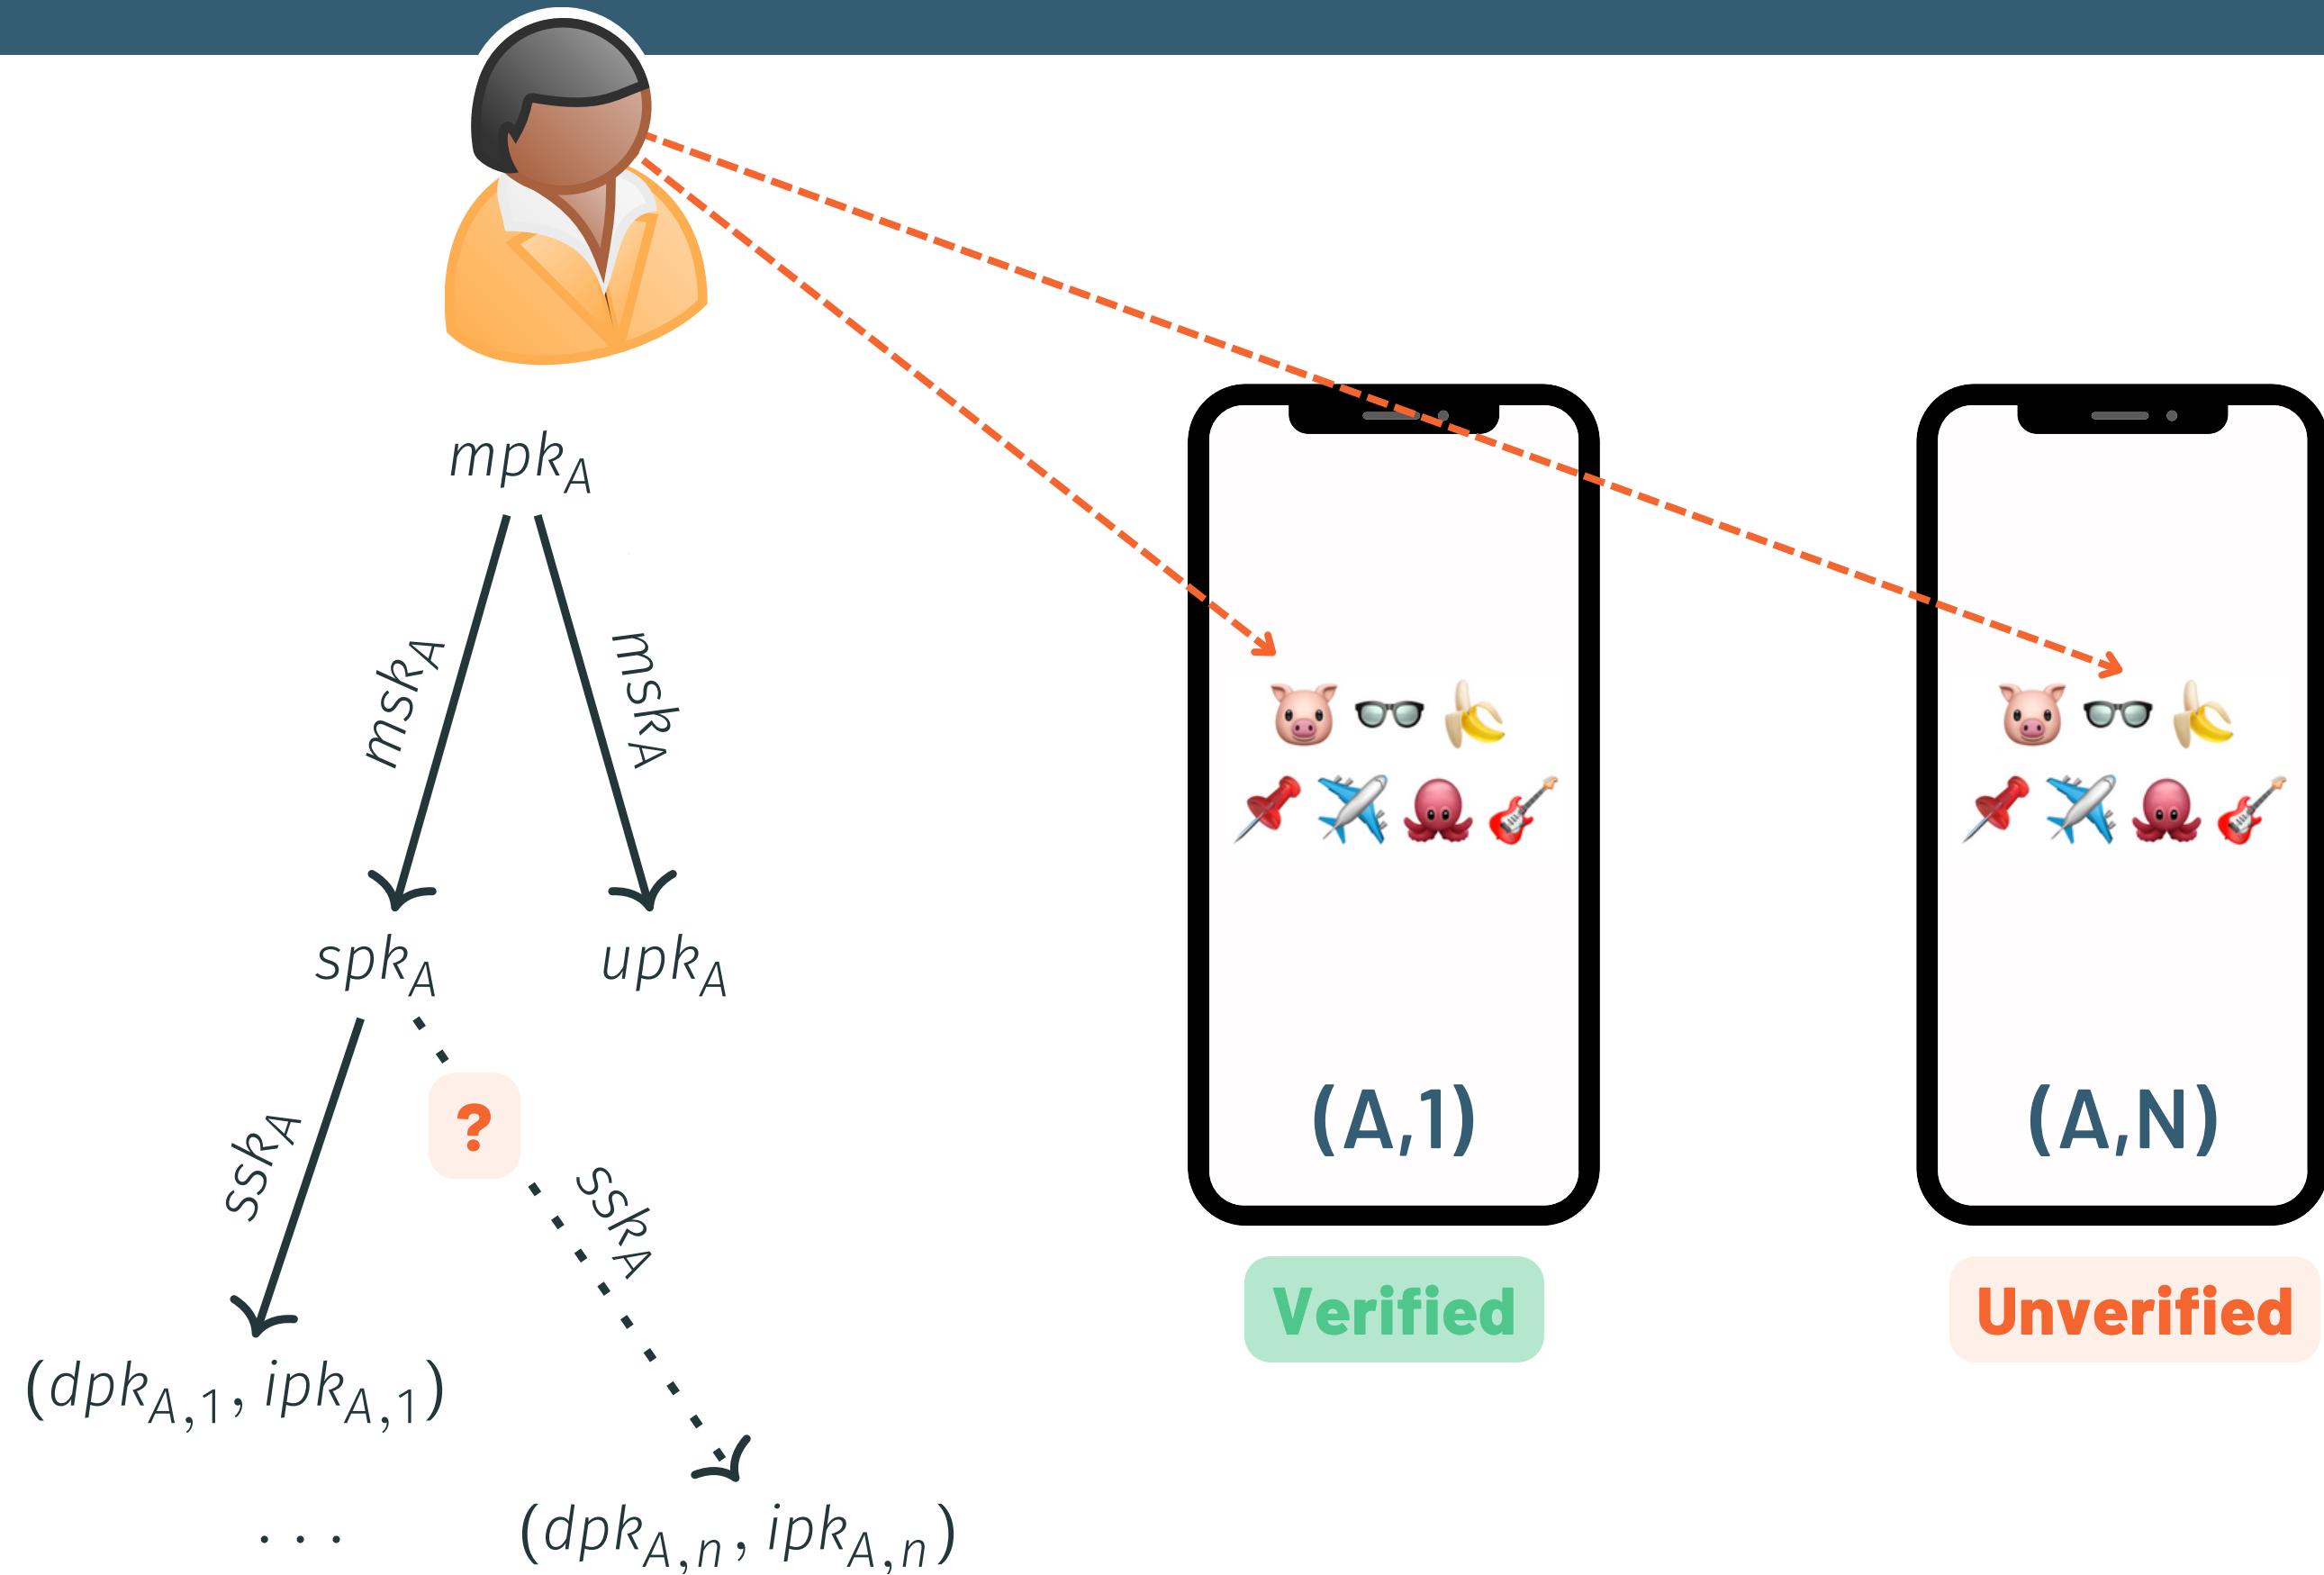 mpk_A
msk_A
msk_A
spk_A
upk_A
?
ssk_A
ssk_A
(dpk_A,1, ipk_A,1)
...
(dpk_A,n, ipk_A,n)
(A,1)
(A,N)
Verified
Unverified